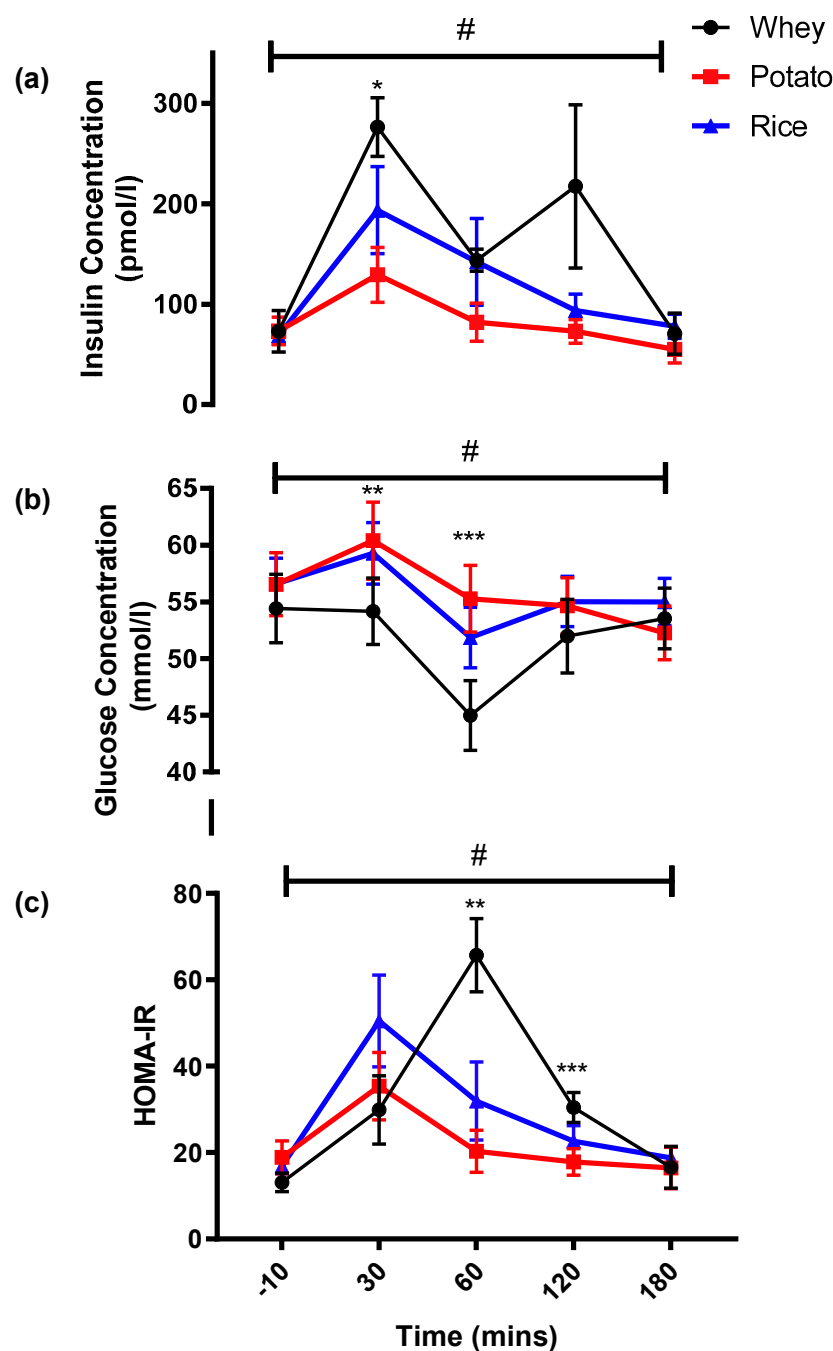 Whey
Potato
Rice
(a)
#
*
Insulin Concentration
(pmol/l)
300
200
100
0
(b)
#
**
***
Glucose Concentration
(mmol/l)
65
60
55
50
45
40
(c)
#
**
***
HOMA-IR
80
60
40
20
0
-10
30
60
120
180
Time (mins)